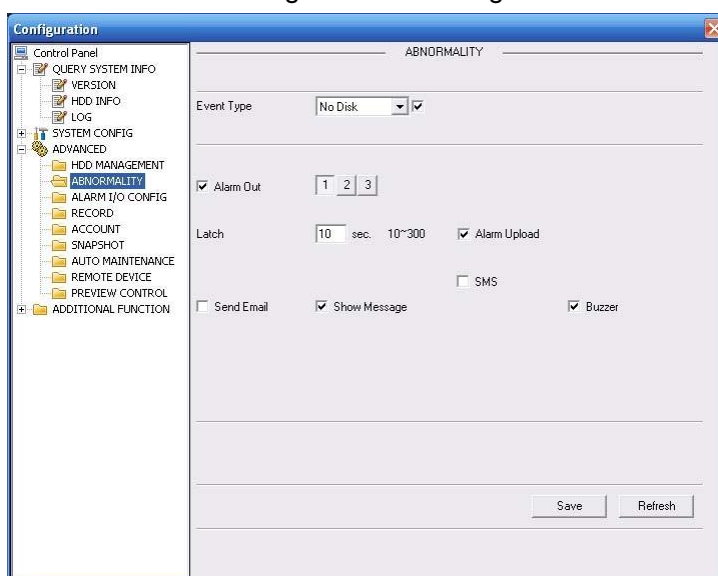 Configuration
Control Panel
QUERY SYSTEM INFO
VERSION
HDD INFO
LOG
SYSTEM CONFIG
ADVANCED
HDD MANAGEMENT
ABNORMALITY
ALARM I/O CONFIG
RECORD
ACCOUNT
SNAPSHOT
AUTO MAINTENANCE
REMOTE DEVICE
PREVIEW CONTROL
ADDITIONAL FUNCTION
ABNORMALITY
Event Type No Disk
Alarm Out 1 2 3
Latch 10 sec. 10~300 Alarm Upload
SMS
Send Email Show Message Buzzer
Save Refresh